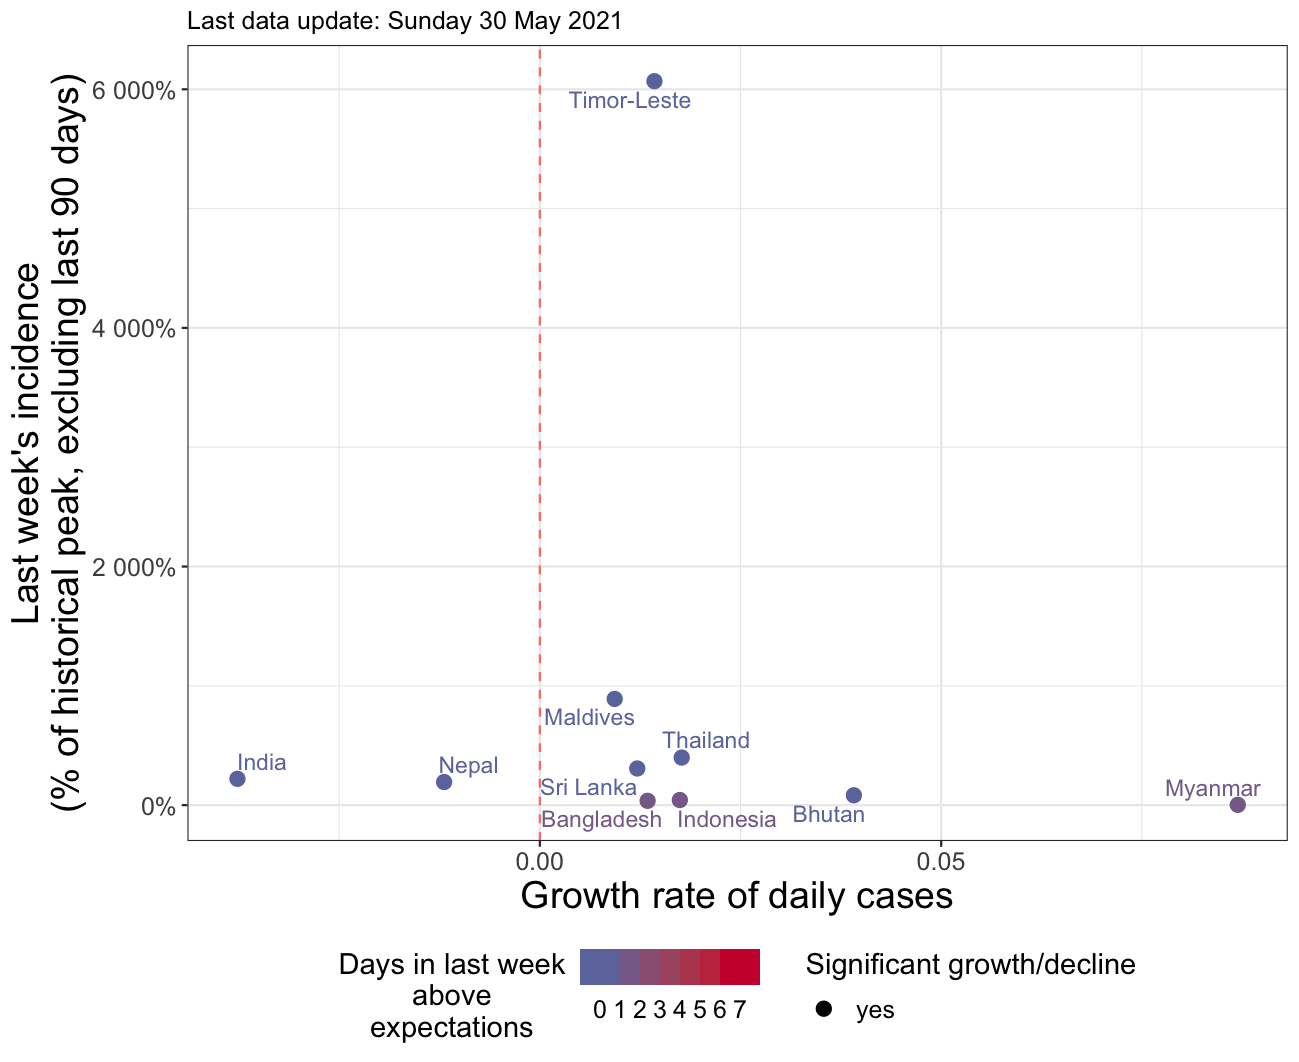 Last data update: Sunday 30 May 2021
Last week's incidence
(% of historical peak, excluding last 90 days)
6 000%
4 000%
2 000%
0%
Timor-Leste
Maldives
Thailand
India
Nepal
Sri Lanka
Myanmar
Bangladesh
Indonesia
Bhutan
0.00
0.05
Growth rate of daily cases
Days in last week
above
expectations
0 1 2 3 4 5 6 7
Significant growth/decline
yes